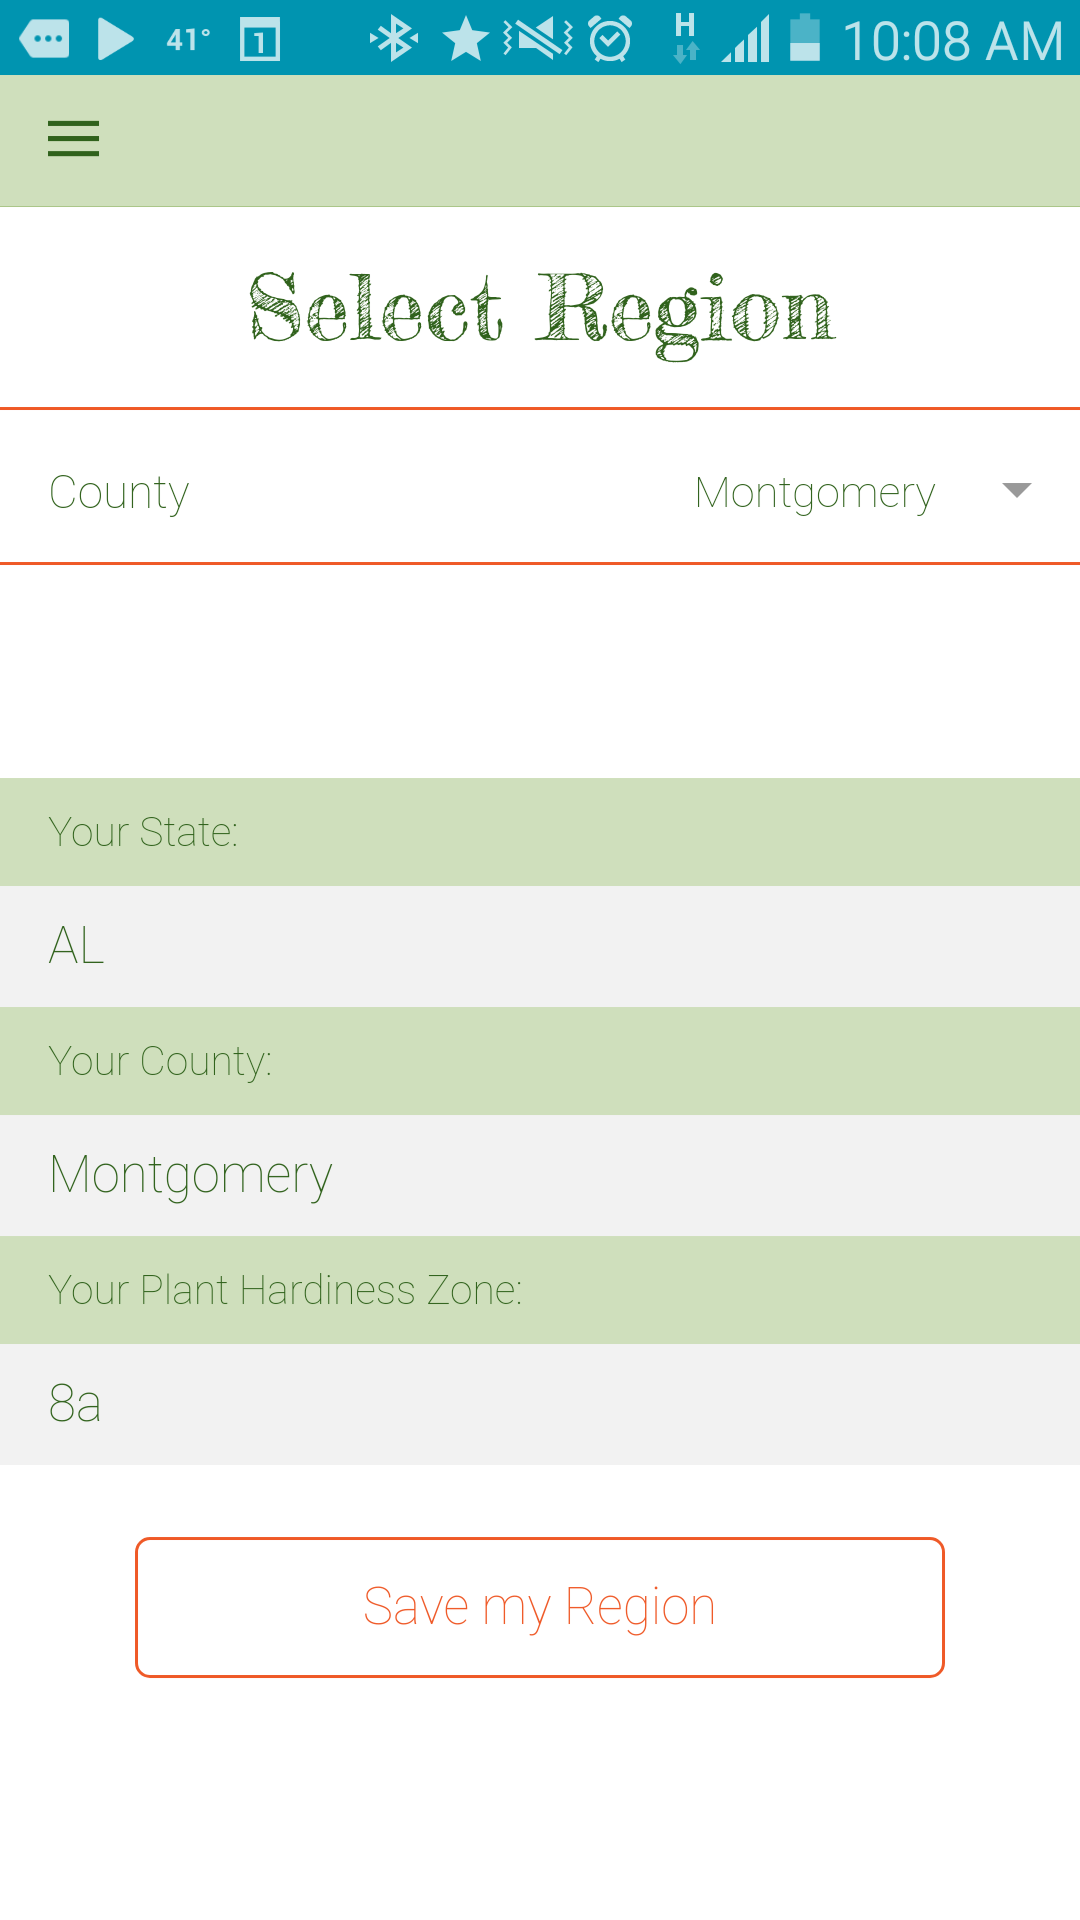 41° 1 H 10:08 AM
Select Region
County Montgomery
Your State:
AL
Your County:
Montgomery
Your Plant Hardiness Zone:
8a
Save my Region